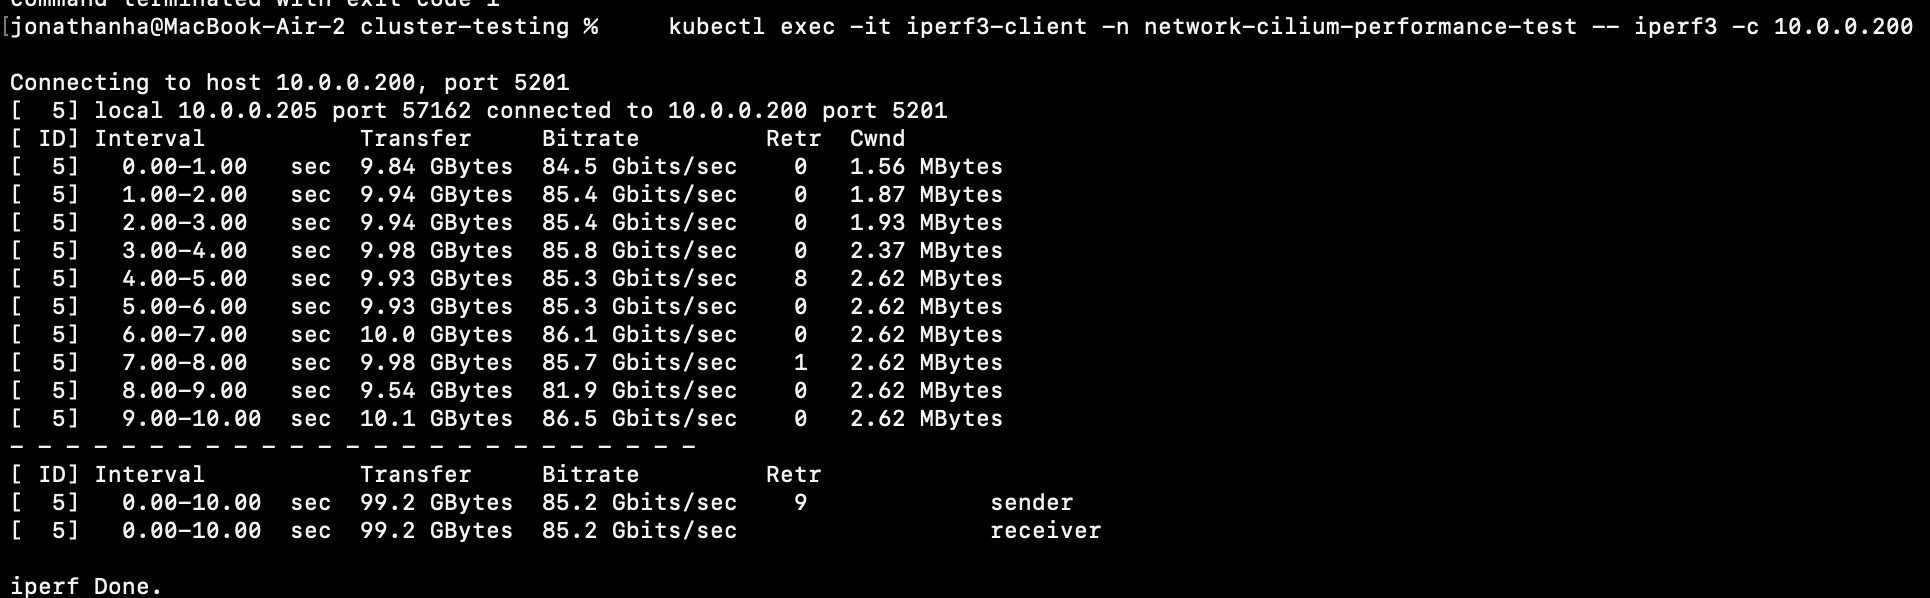 command terminated with exit code 1
[jonathanha@MacBook-Air-2 cluster-testing %     kubectl exec -it iperf3-client -n network-cilium-performance-test -- iperf3 -c 10.0.0.200
Connecting to host 10.0.0.200, port 5201
[  5] local 10.0.0.205 port 57162 connected to 10.0.0.200 port 5201
[ ID] Interval           Transfer     Bitrate         Retr  Cwnd
[  5]   0.00-1.00   sec  9.84 GBytes  84.5 Gbits/sec    0   1.56 MBytes
[  5]   1.00-2.00   sec  9.94 GBytes  85.4 Gbits/sec    0   1.87 MBytes
[  5]   2.00-3.00   sec  9.94 GBytes  85.4 Gbits/sec    0   1.93 MBytes
[  5]   3.00-4.00   sec  9.98 GBytes  85.8 Gbits/sec    0   2.37 MBytes
[  5]   4.00-5.00   sec  9.93 GBytes  85.3 Gbits/sec    8   2.62 MBytes
[  5]   5.00-6.00   sec  9.93 GBytes  85.3 Gbits/sec    0   2.62 MBytes
[  5]   6.00-7.00   sec  10.0 GBytes  86.1 Gbits/sec    0   2.62 MBytes
[  5]   7.00-8.00   sec  9.98 GBytes  85.7 Gbits/sec    1   2.62 MBytes
[  5]   8.00-9.00   sec  9.54 GBytes  81.9 Gbits/sec    0   2.62 MBytes
[  5]   9.00-10.00  sec  10.1 GBytes  86.5 Gbits/sec    0   2.62 MBytes
- - - - - - - - - - - - - - - - - - - - - - - - -
[ ID] Interval           Transfer     Bitrate         Retr
[  5]   0.00-10.00  sec  99.2 GBytes  85.2 Gbits/sec    9             sender
[  5]   0.00-10.00  sec  99.2 GBytes  85.2 Gbits/sec                  receiver
iperf Done.